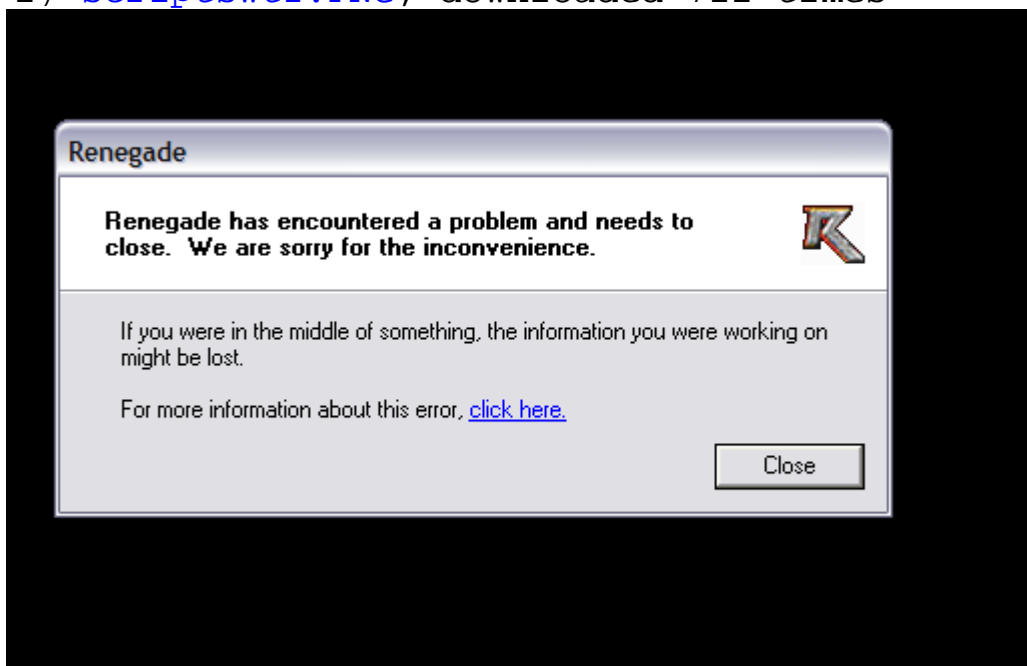 Renegade
Renegade has encountered a problem and needs to
close. We are sorry for the inconvenience.
If you were in the middle of something, the information you were working on
might be lost.
For more information about this error, click here.
Close